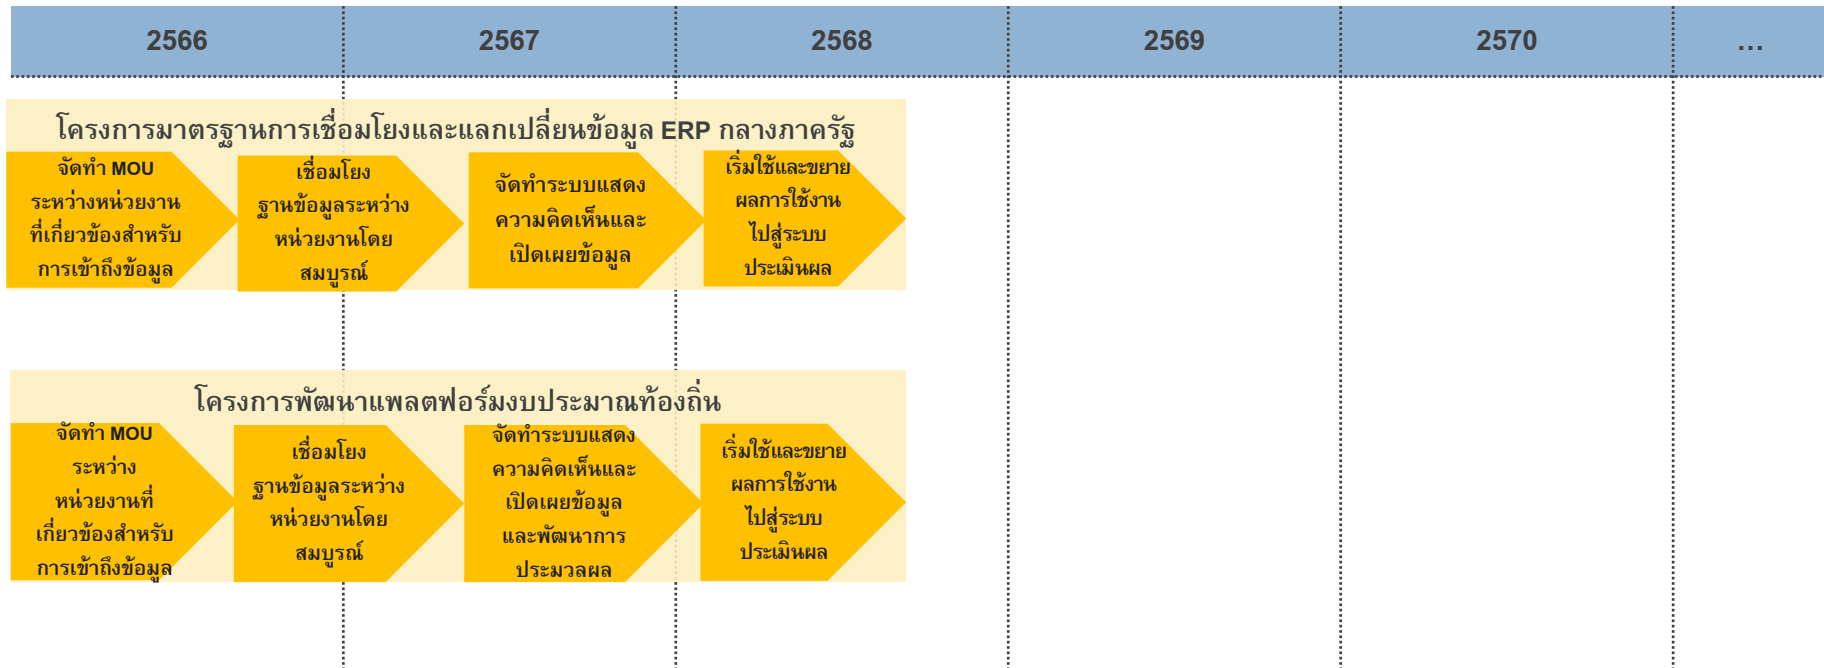 2566
2567
2568
2569
2570
...
โครงการมาตรฐานการเชื่อมโยงและแลกเปลี่ยนข้อมูล ERP กลางภาครัฐ
จัดทำ MOU
ระหว่างหน่วยงาน
ที่เกี่ยวข้องสำหรับ
การเข้าถึงข้อมูล
เชื่อมโยง
ฐานข้อมูลระหว่าง
หน่วยงานโดย
สมบูรณ์
จัดทำระบบแสดง
ความคิดเห็นและ
เปิดเผยข้อมูล
เริ่มใช้และขยาย
ผลการใช้งาน
ไปสู่ระบบ
ประเมินผล
โครงการพัฒนาแพลตฟอร์มงบประมาณท้องถิ่น
จัดทำ MOU
ระหว่าง
หน่วยงานที่
เกี่ยวข้องสำหรับ
การเข้าถึงข้อมูล
เชื่อมโยง
ฐานข้อมูลระหว่าง
หน่วยงานโดย
สมบูรณ์
จัดทำระบบแสดง
ความคิดเห็นและ
เปิดเผยข้อมูล
และพัฒนาการ
ประมวลผล
เริ่มใช้และขยาย
ผลการใช้งาน
ไปสู่ระบบ
ประเมินผล